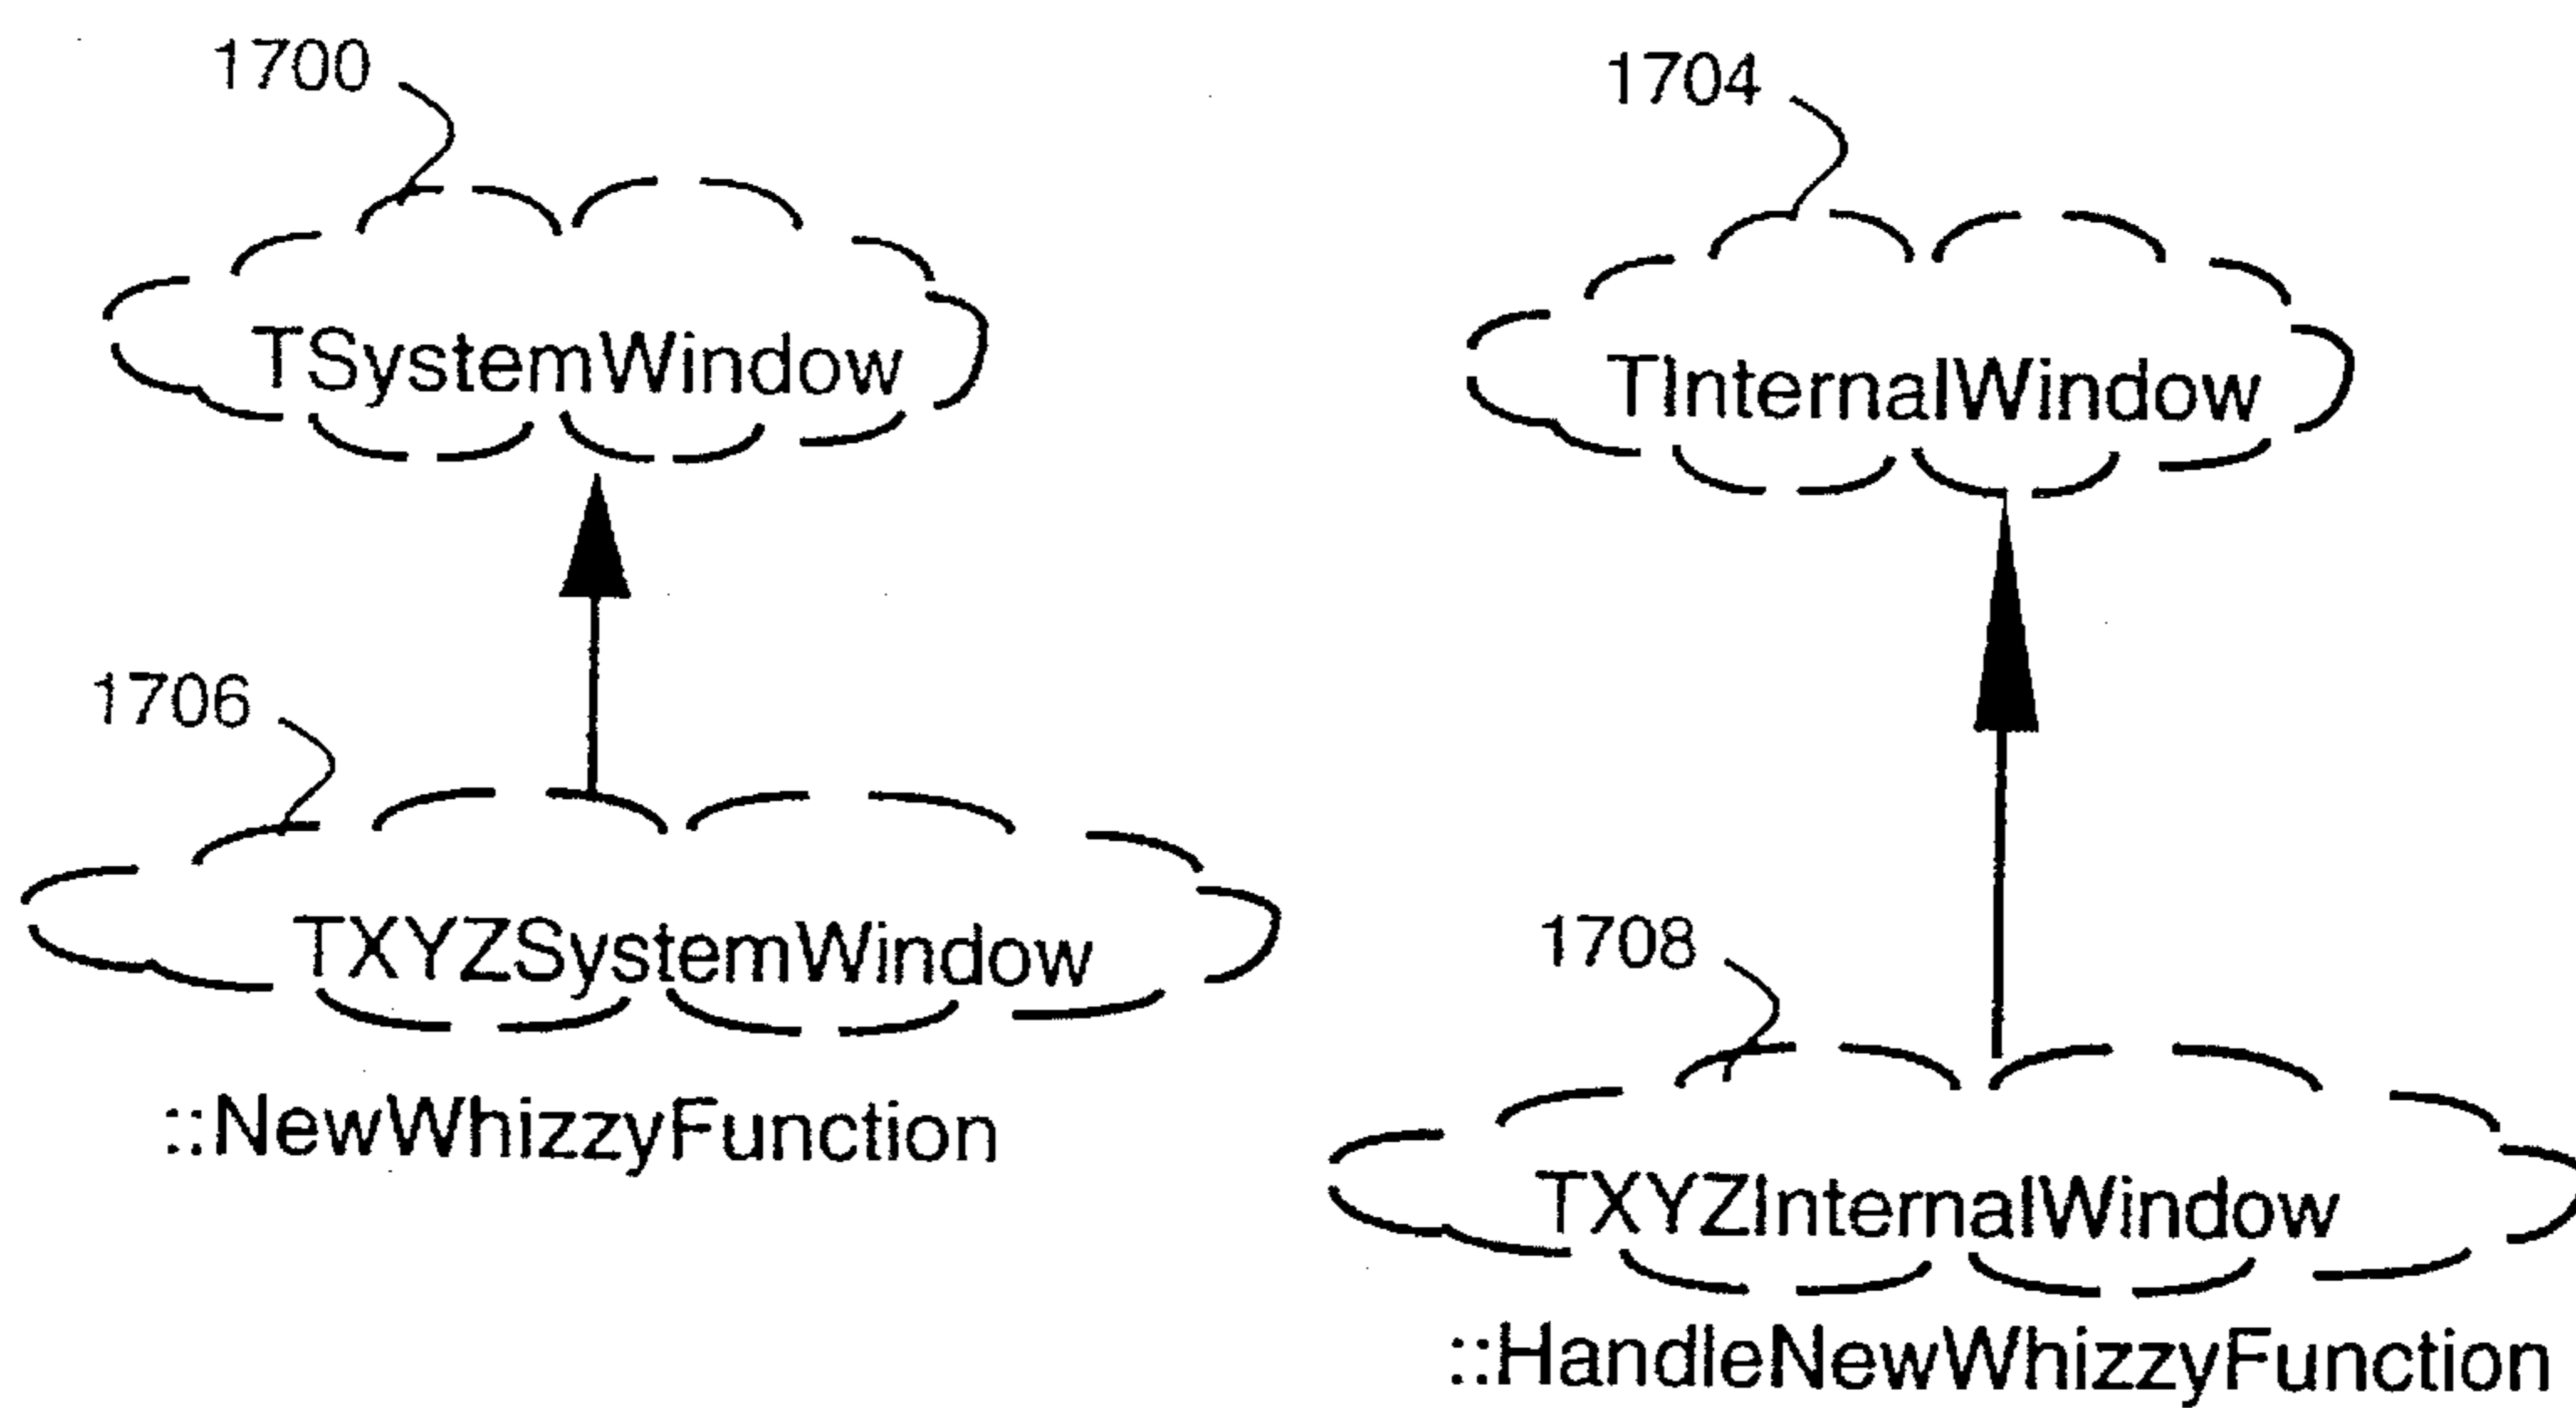 1700
1704
TSystemWindow
TInternalWindow
1706
TXYZSystemWindow
1708
::NewWhizzyFunction
TXYZInternalWindow
::HandleNewWhizzyFunction